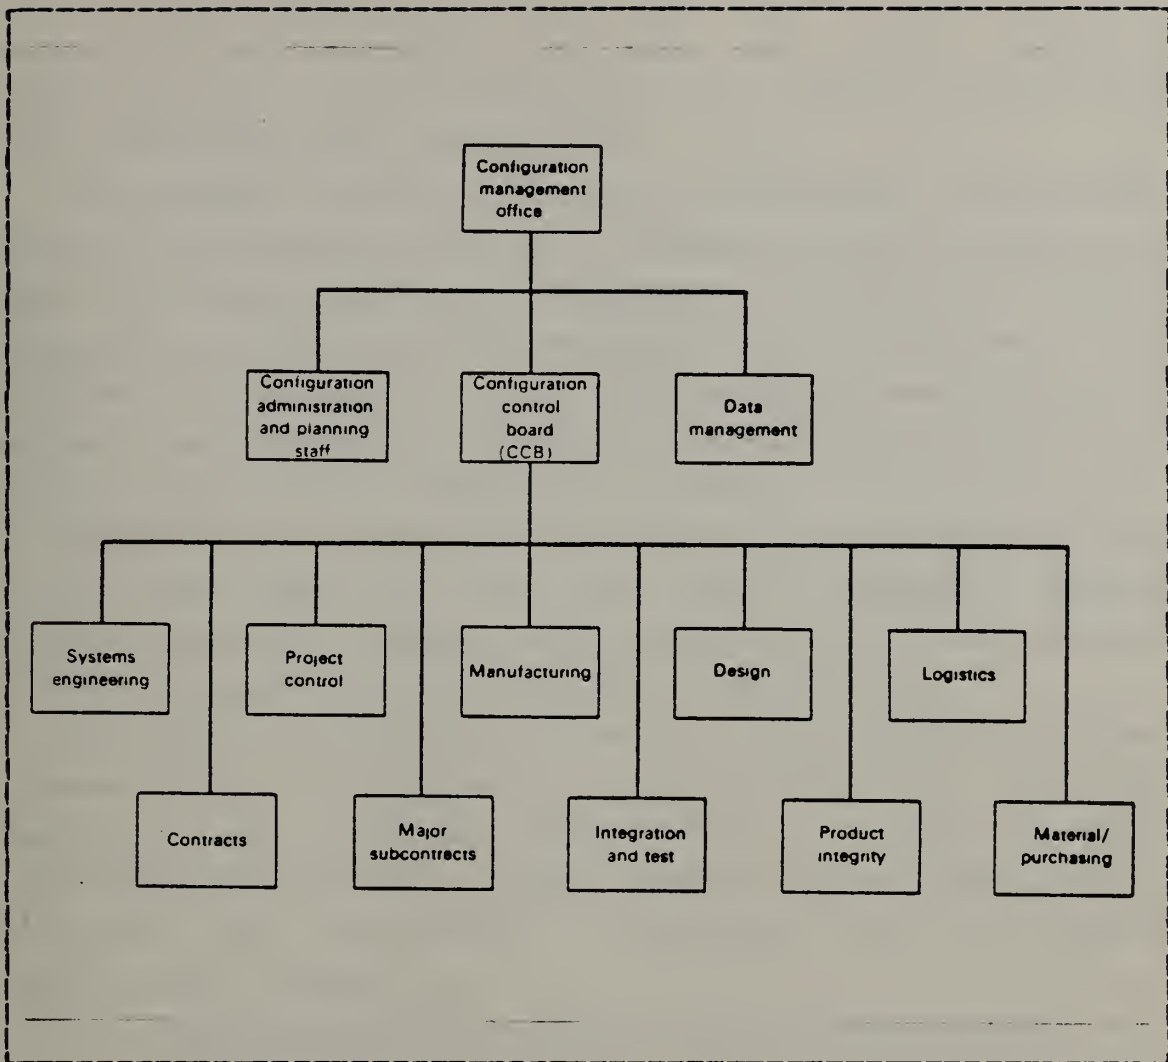 Configuration
management
office
Configuration
administration
and planning
staff
Configuration
control
board
(CCB)
Data
management
Systems
engineering
Project
control
Manufacturing
Design
Logistics
Contracts
Major
subcontracts
Integration
and test
Product
integrity
Material/
purchasing